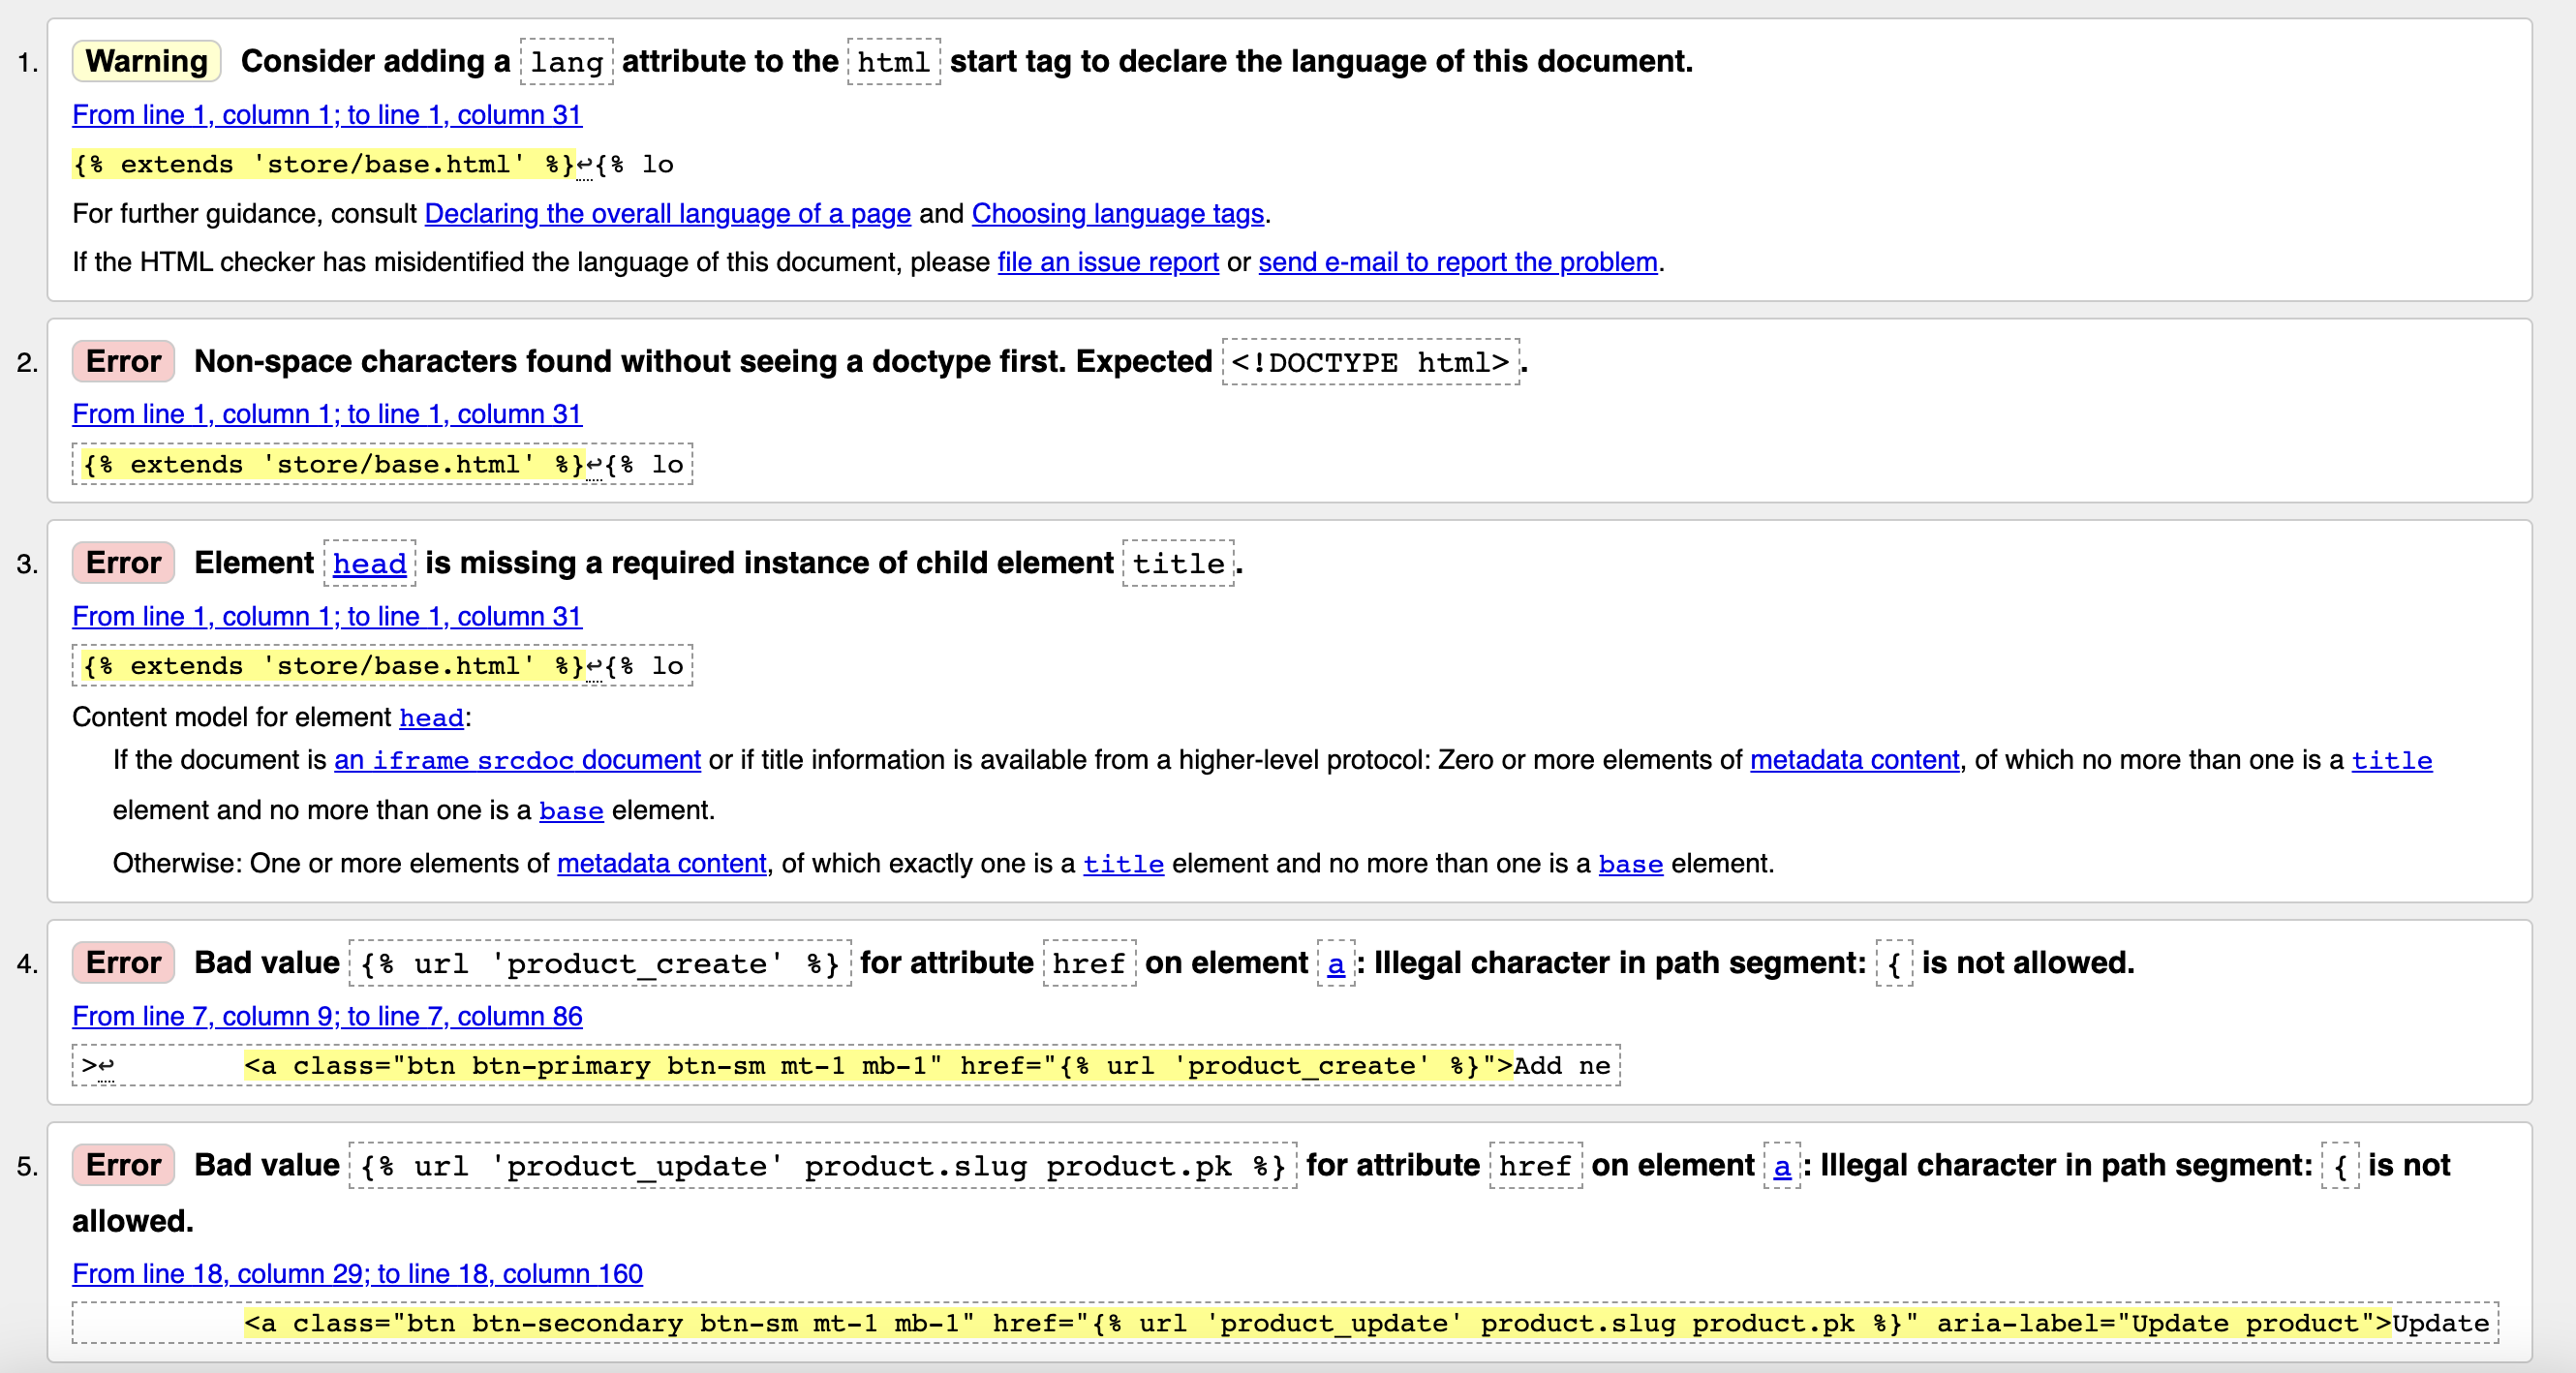 1. Warning Consider adding a lang attribute to the html start tag to declare the language of this document.
From line 1, column 1; to line 1, column 31
{% extends 'store/base.html' %}↩{% lo
For further guidance, consult Declaring the overall language of a page and Choosing language tags.
If the HTML checker has misidentified the language of this document, please file an issue report or send e-mail to report the problem.
2. Error Non-space characters found without seeing a doctype first. Expected <!DOCTYPE html>.
From line 1, column 1; to line 1, column 31
{% extends 'store/base.html' %}↩{% lo
3. Error Element head is missing a required instance of child element title.
From line 1, column 1; to line 1, column 31
{% extends 'store/base.html' %}↩{% lo
Content model for element head:
If the document is an iframe srcdoc document or if title information is available from a higher-level protocol: Zero or more elements of metadata content, of which no more than one is a title
element and no more than one is a base element.
Otherwise: One or more elements of metadata content, of which exactly one is a title element and no more than one is a base element.
4. Error Bad value {% url 'product_create' %} for attribute href on element a: Illegal character in path segment: { is not allowed.
From line 7, column 9; to line 7, column 86
>↩ <a class="btn btn-primary btn-sm mt-1 mb-1" href="{% url 'product_create' %}">Add ne
5. Error Bad value {% url 'product_update' product.slug product.pk %} for attribute href on element a: Illegal character in path segment: { is not
allowed.
From line 18, column 29; to line 18, column 160
<a class="btn btn-secondary btn-sm mt-1 mb-1" href="{% url 'product_update' product.slug product.pk %}" aria-label="Update product">Update